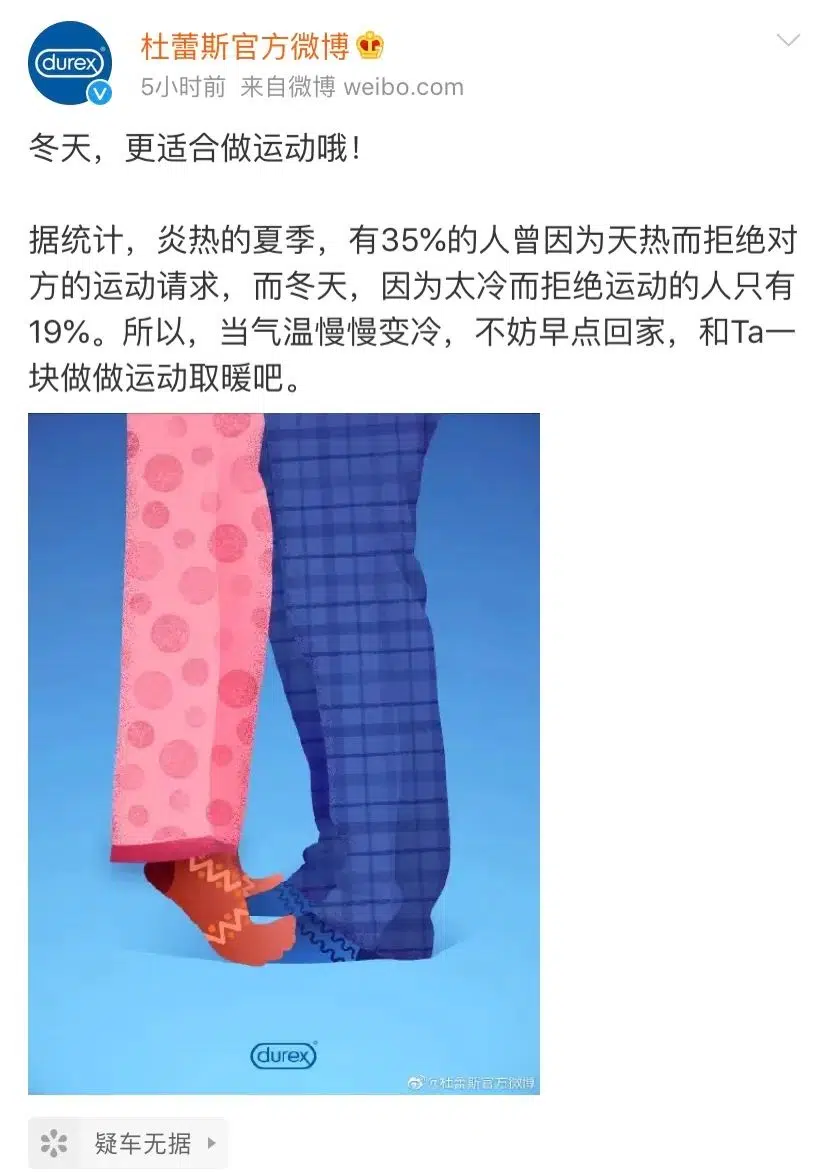 durex
杜蕾斯官方微博
5小时前 来自微博 weibo.com
冬天，更适合做运动哦！
据统计，炎热的夏季，有35%的人曾因为天热而拒绝对
方的运动请求，而冬天，因为太冷而拒绝运动的人只有
19%。所以，当气温慢慢变冷，不妨早点回家，和Ta一
块做做运动取暖吧。
durex
@杜蕾斯官方微博
疑车无据